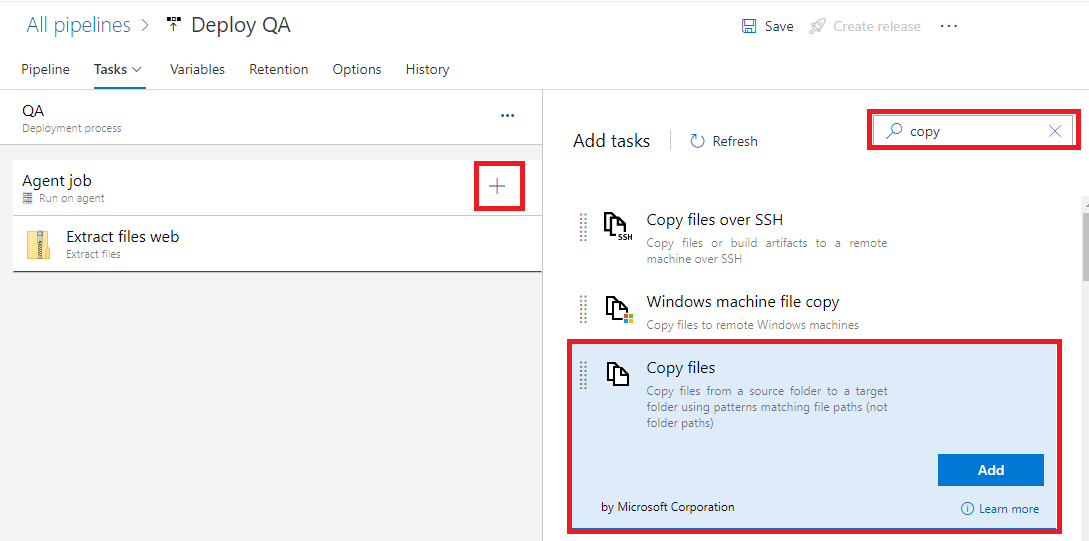 All pipelines > Deploy QA
Save
Create release
...
Pipeline
Tasks
Variables
Retention
Options
History
QA
Deployment process
...
Agent job
Run on agent
+
Extract files web
Extract files
Add tasks
Refresh
copy
SSH
Copy files over SSH
Copy files or build artifacts to a remote
machine over SSH
Windows machine file copy
Copy files to remote Windows machines
Copy files
Copy files from a source folder to a target
folder using patterns matching file paths (not
folder paths)
Add
by Microsoft Corporation
Learn more